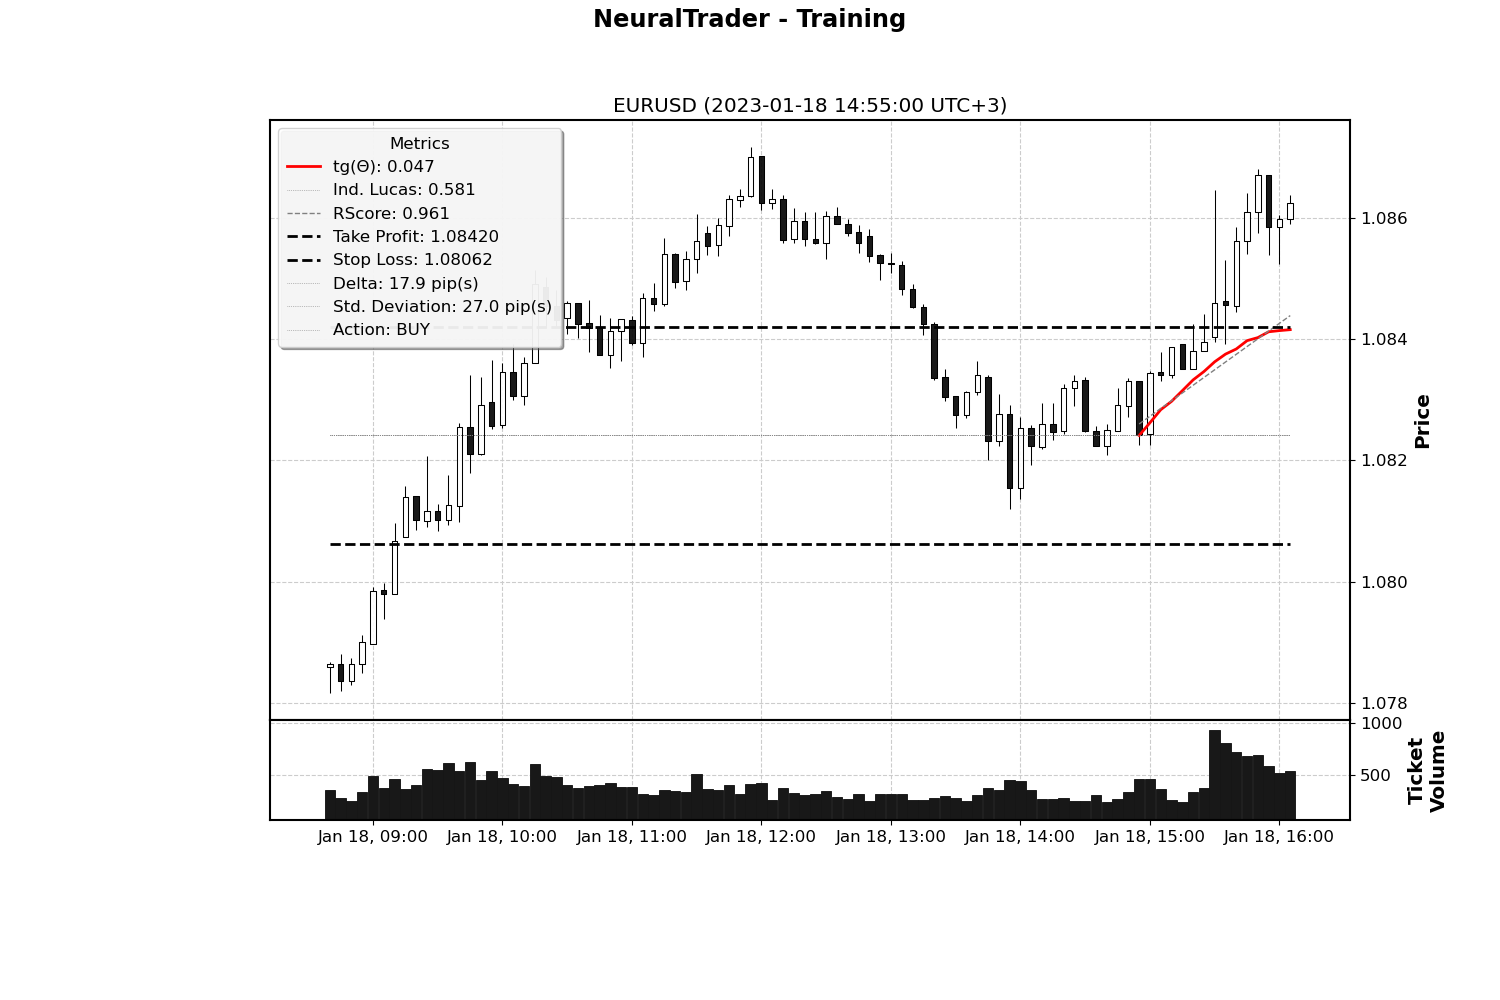 NeuralTrader - Training
EURUSD (2023-01-18 14:55:00 UTC+3)
Metrics
tg(Θ): 0.047
Ind. Lucas: 0.581
RScore: 0.961
Take Profit: 1.08420
Stop Loss: 1.08062
Delta: 17.9 pip(s)
Std. Deviation: 27.0 pip(s)
Action: BUY
1.086
1.084
1.082
1.080
1.078
Price
1000
500
Ticket
Volume
Jan 18, 09:00
Jan 18, 10:00
Jan 18, 11:00
Jan 18, 12:00
Jan 18, 13:00
Jan 18, 14:00
Jan 18, 15:00
Jan 18, 16:00